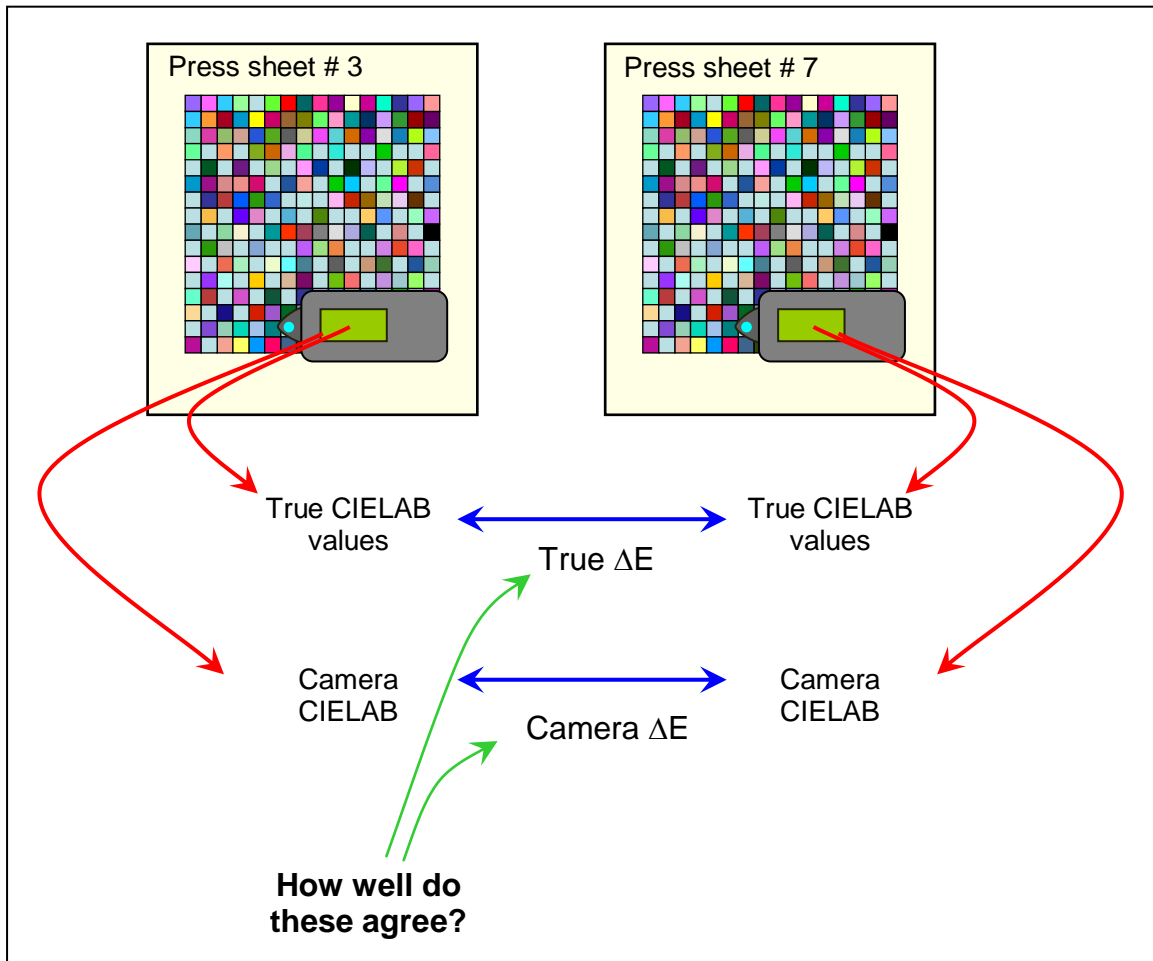 Press sheet # 3
Press sheet # 7
True CIELAB
values
True CIELAB
values
True ΔE
Camera
CIELAB
Camera
CIELAB
Camera ΔE
How well do
these agree?